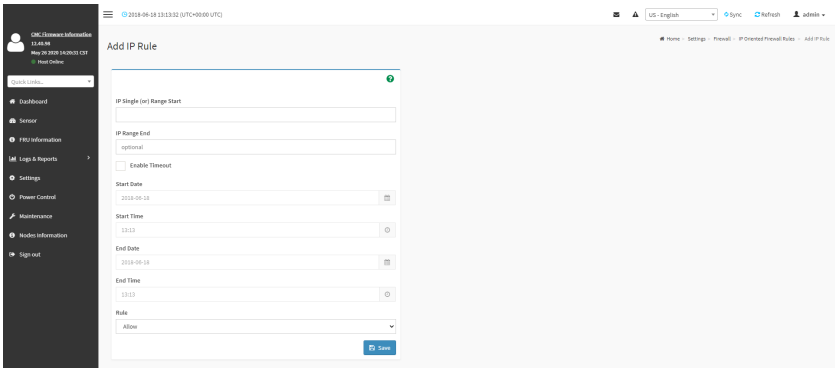 2018-06-18 13:13:32 (UTC+00:00 UTC)
US - English
Sync
Refresh
admin
CMC Firmware Information
May 26 2020 14:20:31 CST
Host Online
Quick Links...
Dashboard
Sensor
FRU Information
Logs & Reports
Settings
Power Control
Maintenance
Nodes Information
Sign out
Add IP Rule
Home
Settings
Firewall
IP Oriented Firewall Rules
Add IP Rule
IP Single (or) Range Start
IP Range End
optional
Enable Timeout
Start Date
2018-06-18
Start Time
13:13
End Date
2018-06-18
End Time
13:13
Rule
Allow
Save